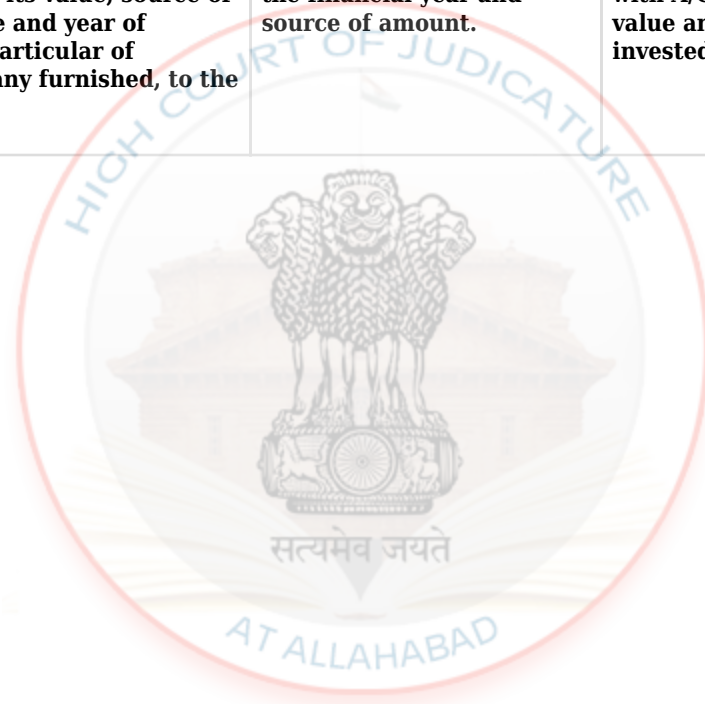 its value, source of
e and year of
articular of
any furnished, to the
the financial year and
source of amount.
with A/C
value an
invested
HIGH COURT OF JUDICATURE
सत्यमेव जयते
AT ALLAHABAD